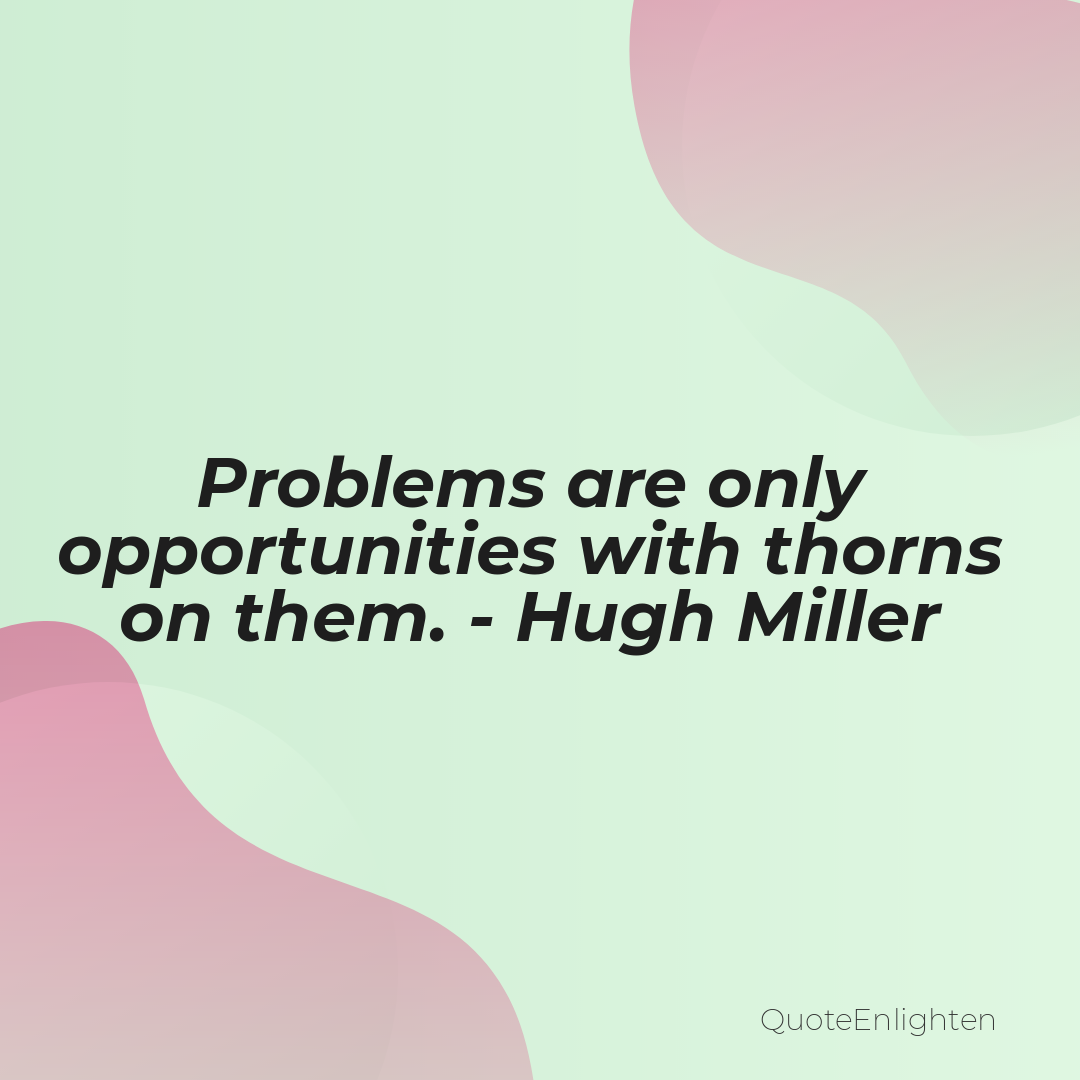 Problems are only
opportunities with thorns
on them. - Hugh Miller
QuoteEnlighten